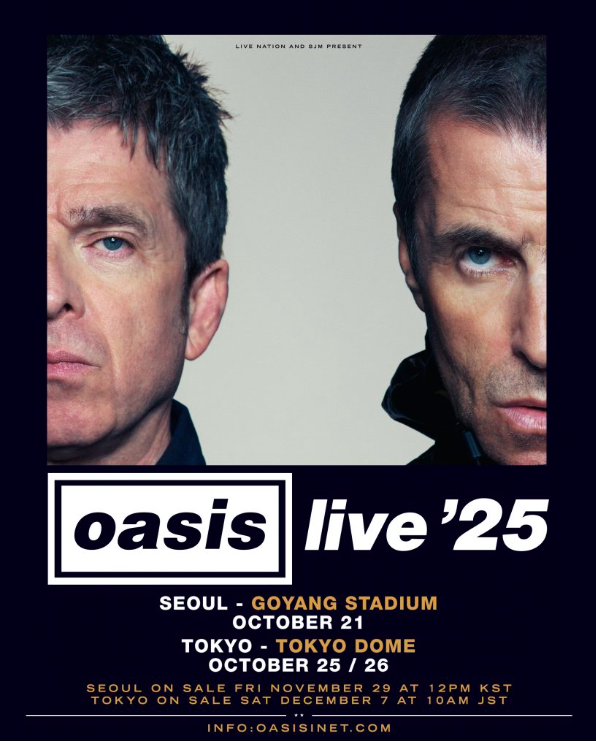 LIVE NATION AND SJM PRESENT
oasis live '25
SEOUL - GOYANG STADIUM
OCTOBER 21
TOKYO - TOKYO DOME
OCTOBER 25 / 26
SEOUL ON SALE FRI NOVEMBER 29 AT 12PM KST
TOKYO ON SALE SAT DECEMBER 7 AT 10AM JST
INFO:OASISINET.COM